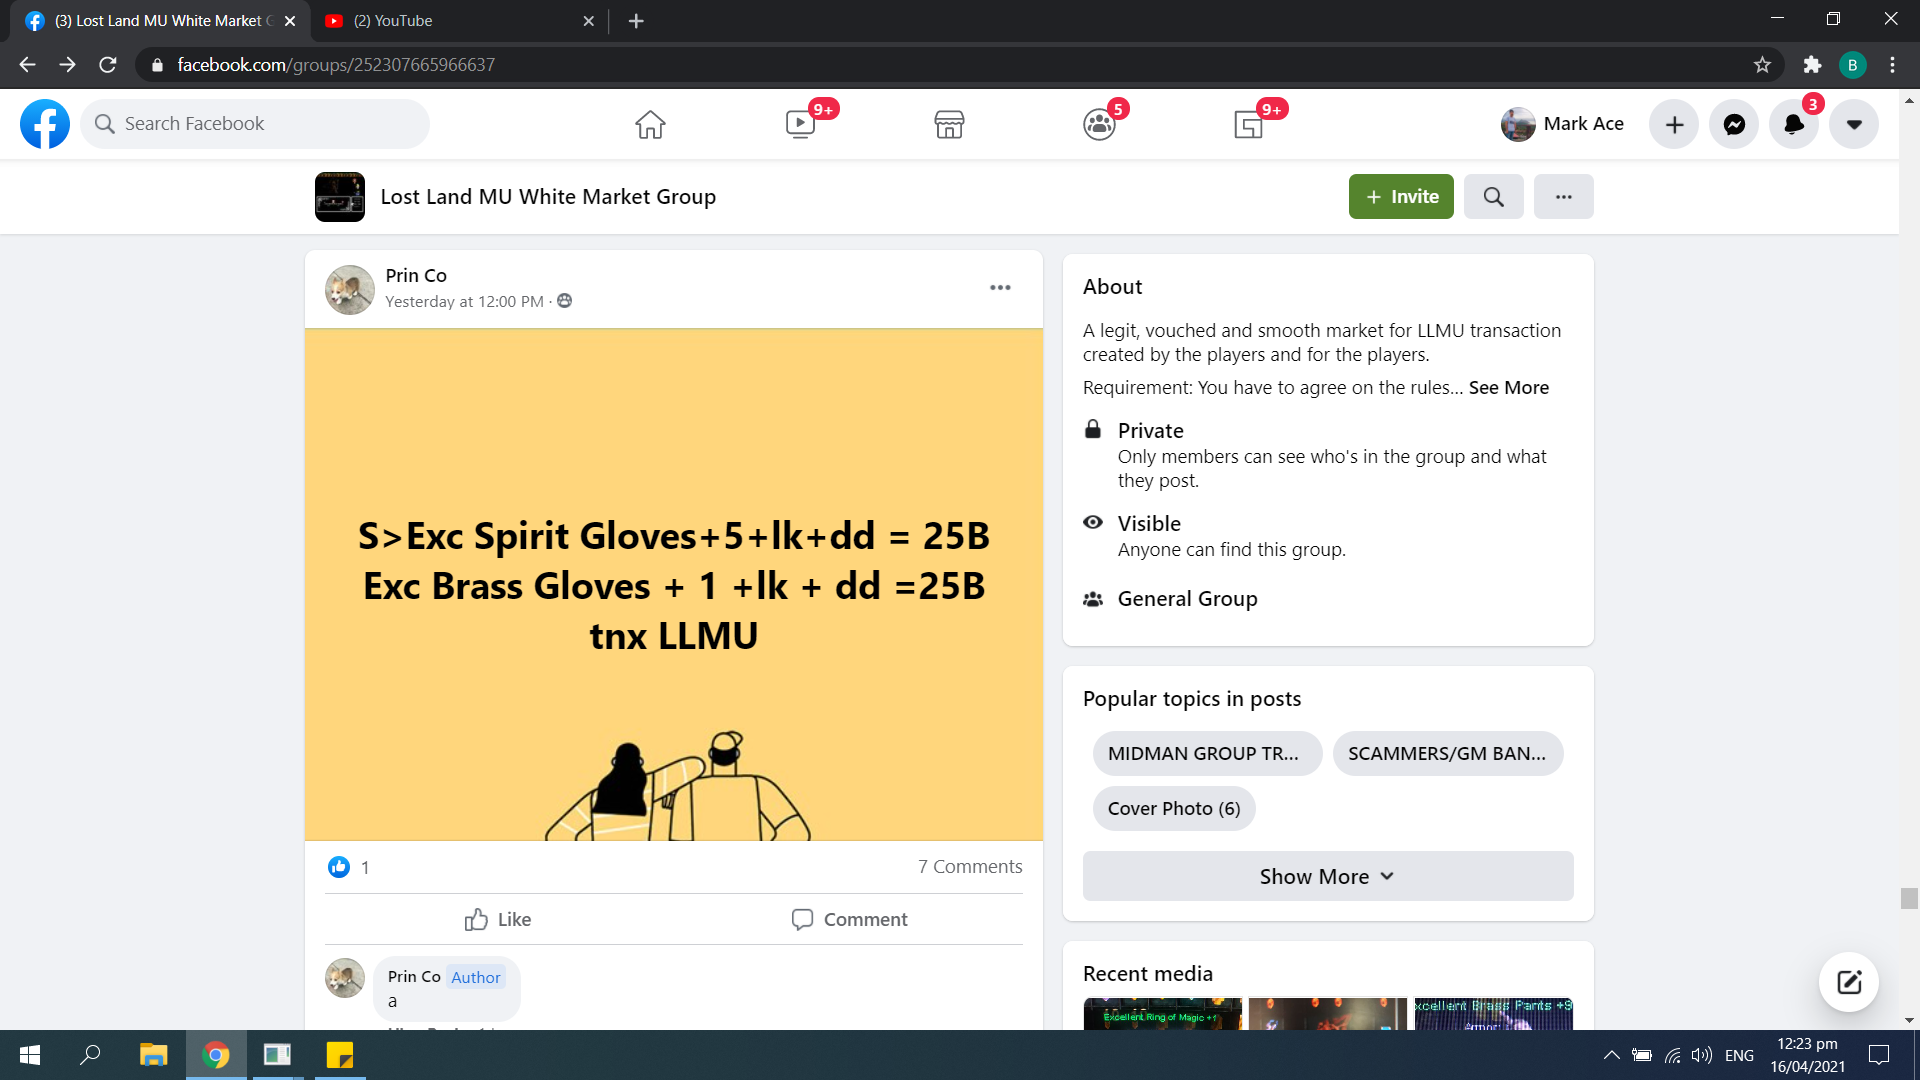 (3) Lost Land MU White Market G
(2) YouTube
facebook.com/groups/252307665966637
B
Search Facebook
9+
5
9+
Mark Ace
3
Lost Land MU White Market Group
+ Invite
Prin Co
Yesterday at 12:00 PM ·
S>Exc Spirit Gloves+5+lk+dd = 25B
Exc Brass Gloves + 1 +lk + dd =25B
tnx LLMU
1
7 Comments
Like
Comment
Prin Co Author
a
About
A legit, vouched and smooth market for LLMU transaction
created by the players and for the players.
Requirement: You have to agree on the rules... See More
Private
Only members can see who's in the group and what
they post.
Visible
Anyone can find this group.
General Group
Popular topics in posts
MIDMAN GROUP TR...
SCAMMERS/GM BAN...
Cover Photo (6)
Show More
Recent media
Excellent Ring of Magic +1
xcellent Brass Pants +9
Armor:
ENG
12:23 pm
16/04/2021